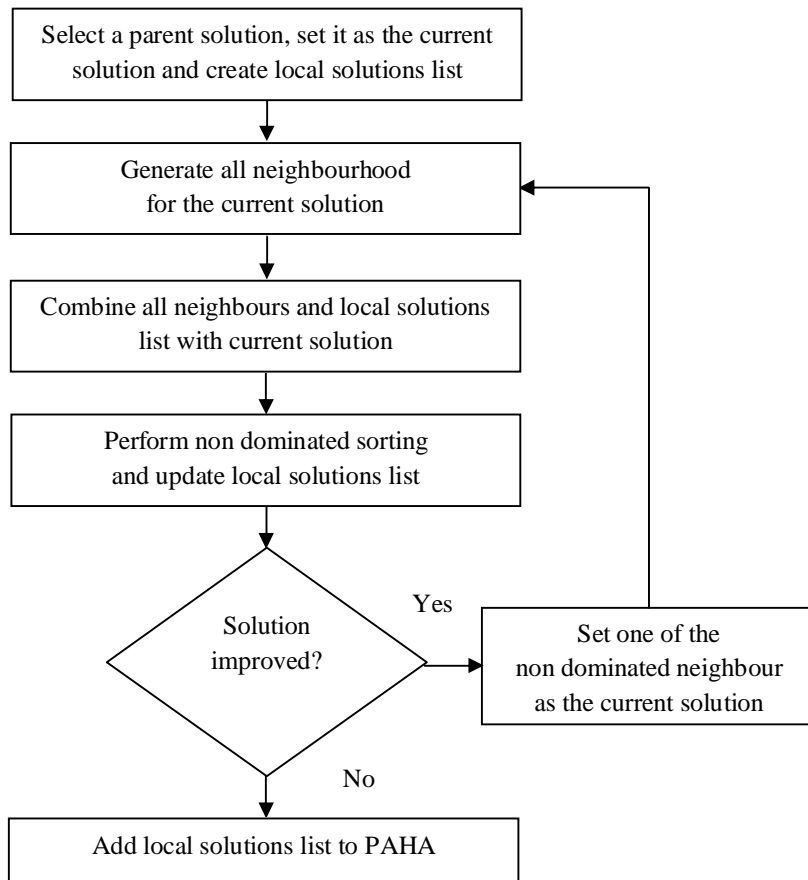 Select a parent solution, set it as the current
solution and create local solutions list
Generate all neighbourhood
for the current solution
Combine all neighbours and local solutions
list with current solution
Perform non dominated sorting
and update local solutions list
Solution
improved?
Yes
Set one of the
non dominated neighbour
as the current solution
No
Add local solutions list to PAHA